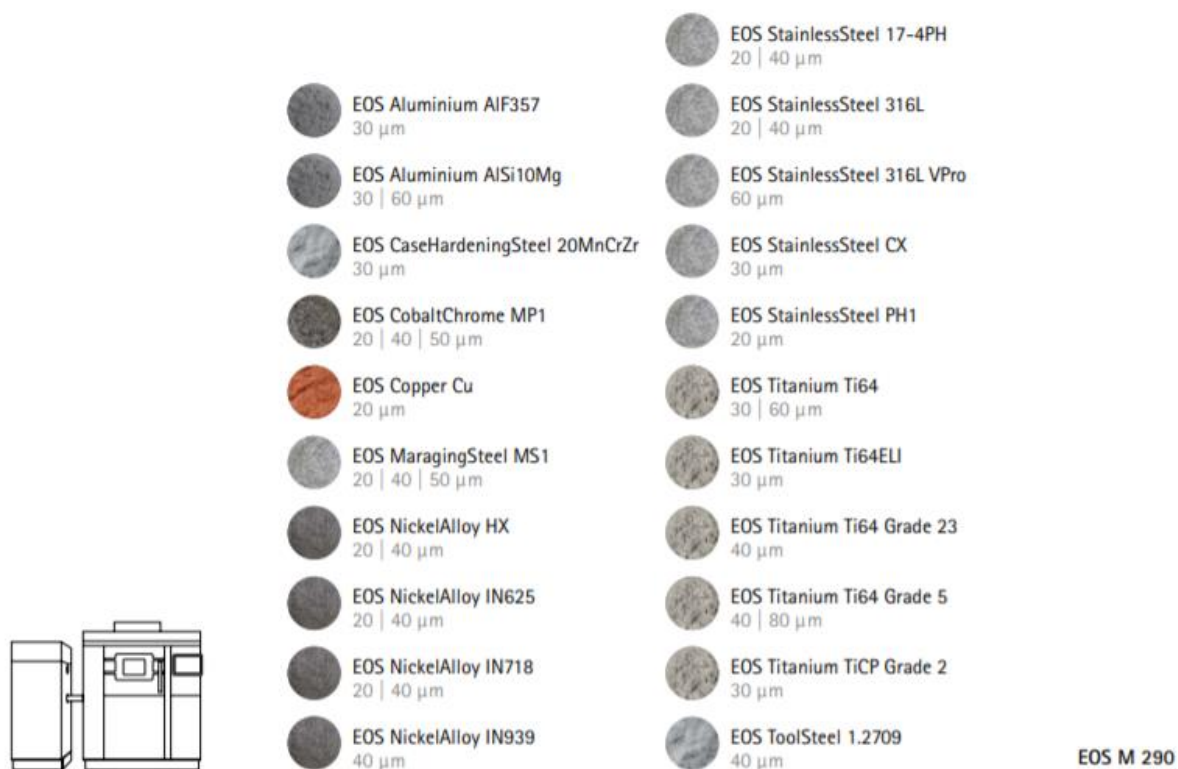 EOS Aluminium AlF357
30 µm
EOS Aluminium AlSi10Mg
30 | 60 µm
EOS CaseHardeningSteel 20MnCrZr
30 µm
EOS CobaltChrome MP1
20 | 40 | 50 µm
EOS Copper Cu
20 µm
EOS MaragingSteel MS1
20 | 40 | 50 µm
EOS NickelAlloy HX
20 | 40 µm
EOS NickelAlloy IN625
20 | 40 µm
EOS NickelAlloy IN718
20 | 40 µm
EOS NickelAlloy IN939
40 µm
EOS StainlessSteel 17-4PH
20 | 40 µm
EOS StainlessSteel 316L
20 | 40 µm
EOS StainlessSteel 316L VPro
60 µm
EOS StainlessSteel CX
30 µm
EOS StainlessSteel PH1
20 µm
EOS Titanium Ti64
30 | 60 µm
EOS Titanium Ti64ELI
30 µm
EOS Titanium Ti64 Grade 23
40 µm
EOS Titanium Ti64 Grade 5
40 | 80 µm
EOS Titanium TiCP Grade 2
30 µm
EOS ToolSteel 1.2709
40 µm
EOS M 290